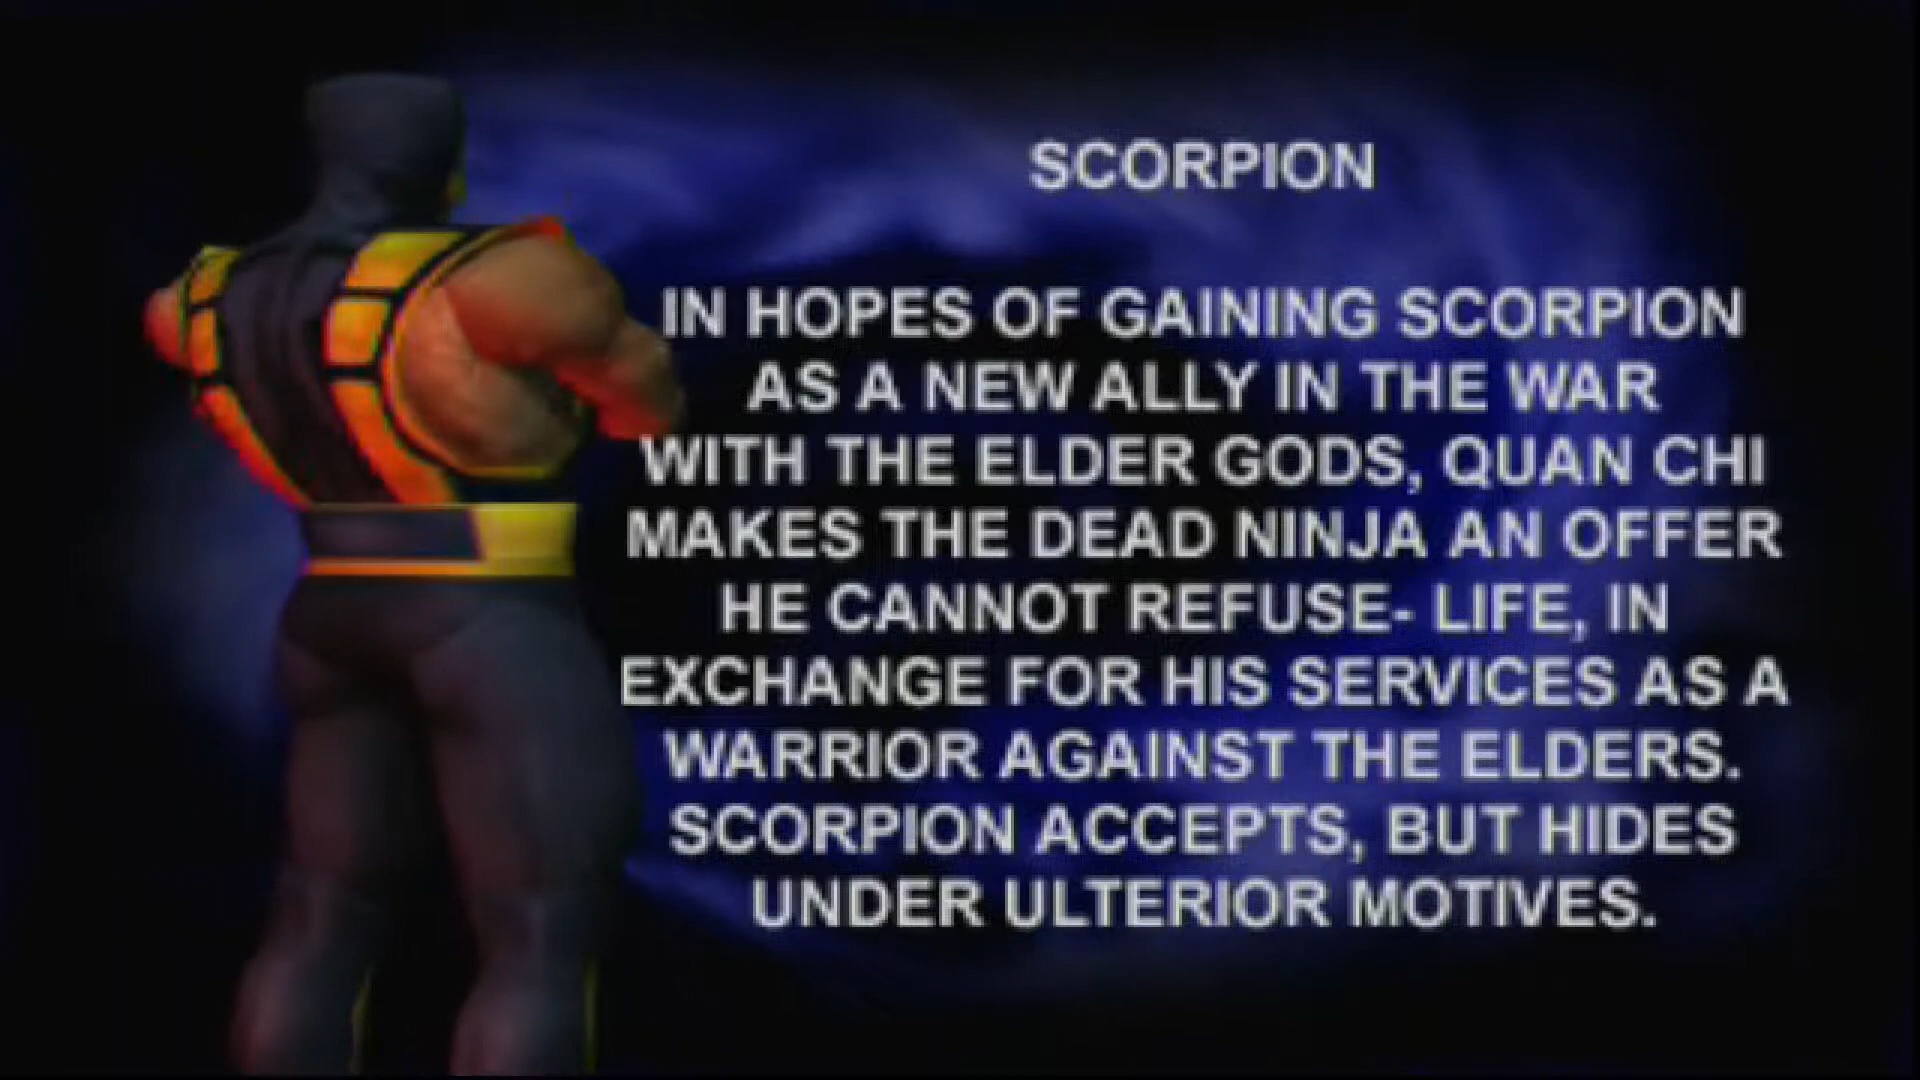 SCORPION
IN HOPES OF GAINING SCORPION
AS A NEW ALLY IN THE WAR
WITH THE ELDER GODS, QUAN CHI
MAKES THE DEAD NINJA AN OFFER
HE CANNOT REFUSE- LIFE, IN
EXCHANGE FOR HIS SERVICES AS A
WARRIOR AGAINST THE ELDERS.
SCORPION ACCEPTS, BUT HIDES
UNDER ULTERIOR MOTIVES.